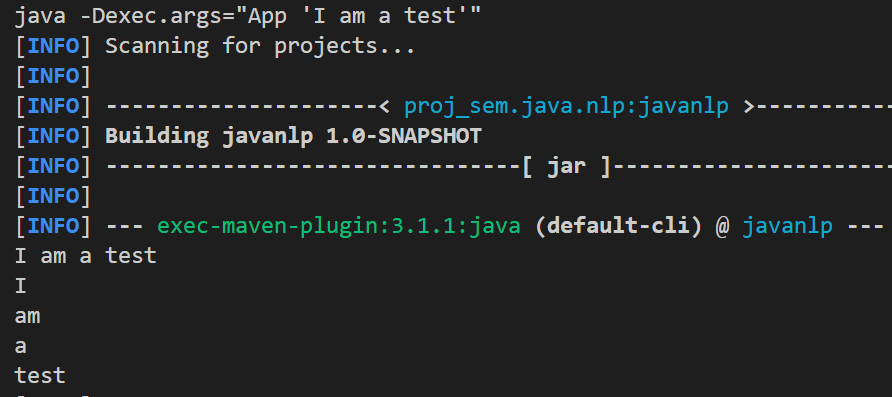 java -Dexec.args="App 'I am a test'"
[INFO] Scanning for projects...
[INFO]
[INFO] ---------------------< proj_sem.java.nlp:javanlp >-----------
[INFO] Building javanlp 1.0-SNAPSHOT
[INFO] --------------------------------[ jar ]----------------------
[INFO]
[INFO] --- exec-maven-plugin:3.1.1:java (default-cli) @ javanlp ---
I am a test
I
am
a
test